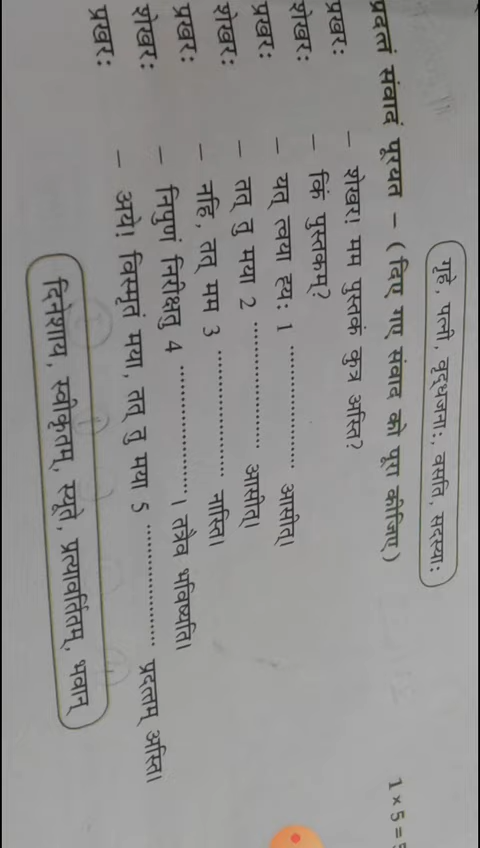 गृहे, पत्नी, वृद्धजनाः, वसति, सदस्याः
प्रदत्तं संवादं पूरयत – (दिए गए संवाद को पूरा कीजिए)
1 × 5 = 5
प्रखरः – शेखर! मम पुस्तकं कुत्र अस्ति?
शेखरः – किं पुस्तकम्?
प्रखरः – यत् त्वया ह्यः 1 .................... आसीत्।
शेखरः – तत् तु मया 2 .................... आसीत्।
प्रखरः – नहि, तत् मम 3 .................... नास्ति।
शेखरः – निपुणं निरीक्षतु 4 ....................। तत्रैव भविष्यति।
प्रखरः – अये! विस्मृतं मया, तत् तु मया 5 .................... प्रदत्तम् अस्ति।
दिनेशाय, स्वीकृतम्, स्यूते, प्रत्यावर्तितम्, भवान्